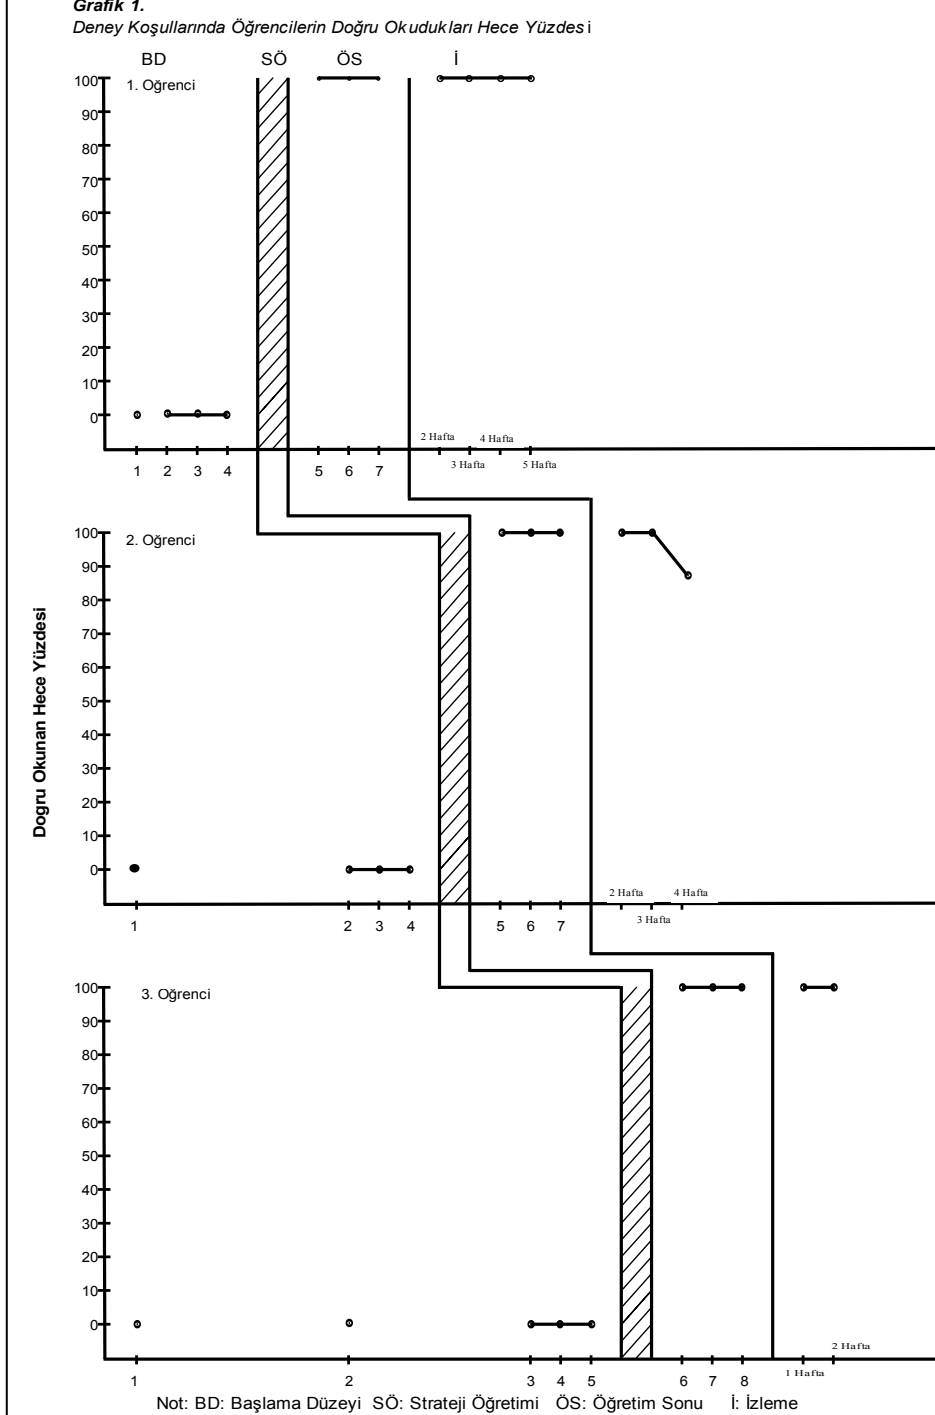 Grafik 1.
Deney Koşullarında Öğrencilerin Doğru Okudukları Hece Yüzdesi
BD SÖ ÖS İ
1. Oğrenci
100
90
80
70
60
50
40
30
20
10
0
2 Hafta 4 Hafta
3 Hafta 5 Hafta
1 2 3 4 5 6 7
2. Oğrenci
100
90
80
70
60
50
40
30
20
10
0
Dogru Okunan Hece Yüzdesi
2 Hafta 4 Hafta
3 Hafta
1 2 3 4 5 6 7
3. Oğrenci
100
90
80
70
60
50
40
30
20
10
0
2 Hafta
1 Hafta
1 2 3 4 5 6 7 8
Not: BD: Başlama Düzeyi SÖ: Strateji Öğretimi ÖS: Öğretim Sonu İ: İzleme